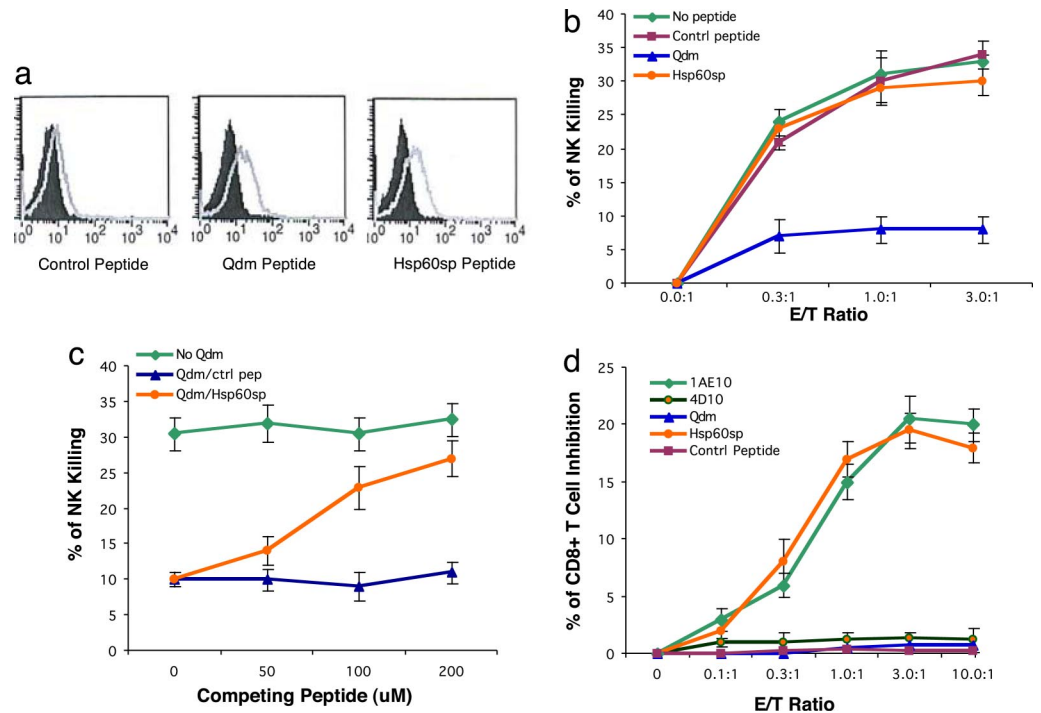 a
10⁰ 10¹ 10² 10³ 10⁴
Control Peptide
10⁰ 10¹ 10² 10³ 10⁴
Qdm Peptide
10⁰ 10¹ 10² 10³ 10⁴
Hsp60sp Peptide
b
No peptide
Contrl peptide
Qdm
Hsp60sp
% of NK Killing
40
35
30
25
20
15
10
5
0
0.0:1 0.3:1 1.0:1 3.0:1
E/T Ratio
c
No Qdm
Qdm/ctrl pep
Qdm/Hsp60sp
% of NK Killing
40
35
30
25
20
15
10
5
0
0 50 100 200
Competing Peptide (uM)
d
1AE10
4D10
Qdm
Hsp60sp
Contrl Peptide
% of CD8+ T Cell Inhibition
25
20
15
10
5
0
0 0.1:1 0.3:1 1.0:1 3.0:1 10.0:1
E/T Ratio